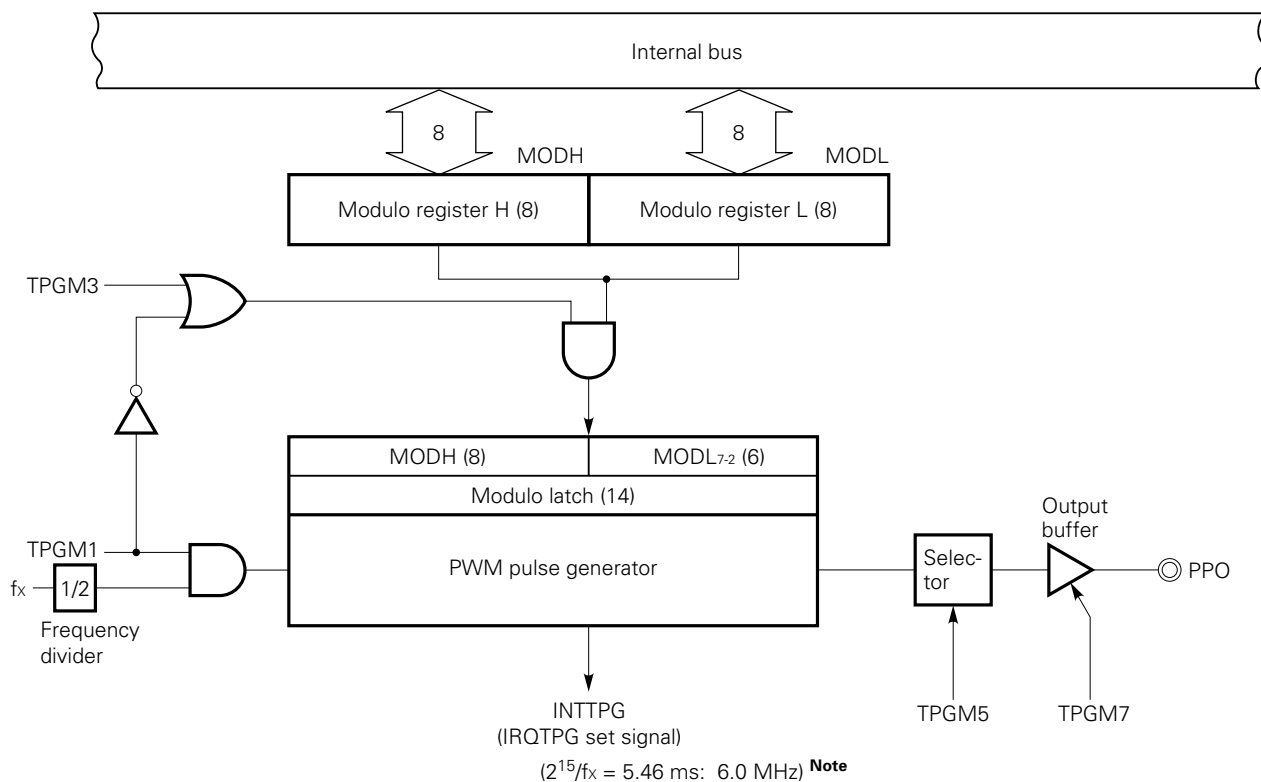 Internal bus
8 8
MODH MODL
Modulo register H (8) Modulo register L (8)
TPGM3
MODH (8) MODL7-2 (6)
Modulo latch (14)
TPGM1
fX 1/2
Frequency
divider
PWM pulse generator
Selec-
tor
Output
buffer
PPO
INTTPG
(IRQTPG set signal)
(2¹⁵/fX = 5.46 ms: 6.0 MHz) Note
TPGM5 TPGM7